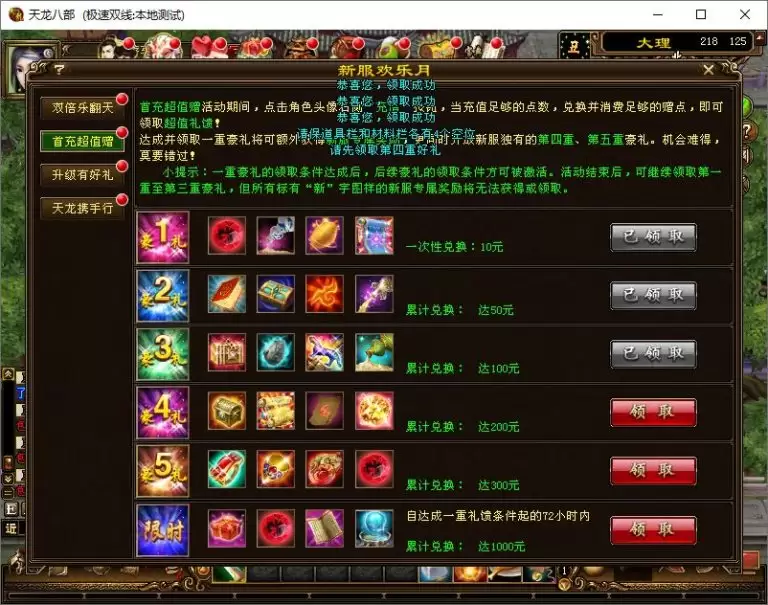 天龙八部 (极速双线:本地测试)
丑
大理 218 125
?
新服欢乐月
恭喜您，领取成功
恭喜您，领取成功
恭喜您，领取成功
请先领取第四重好礼
双倍乐翻天
首充超值赠
升级有好礼
天龙携手行
首充超值赠活动期间，点击角色头像右侧
，当充值足够的点数，兑换并消费足够的赠点，即可
领取超值礼馈！
达成并领取一重豪礼将可额外获得
新服独有的第四重、第五重豪礼。机会难得，
莫要错过！
小提示：一重豪礼的领取条件达成后，后续豪礼的领取条件方可被激活。活动结束后，可继续领取第一
重至第三重豪礼，但所有标有“新”字图样的新服专属奖励将无法获得或领取。
豪1礼
一次性兑换：10元
已领取
豪2礼
累计兑换： 达50元
已领取
豪3礼
累计兑换： 达100元
已领取
豪4礼
累计兑换： 达200元
领取
豪5礼
累计兑换： 达300元
领取
限时
自达成一重礼馈条件起的72小时内
累计兑换： 达1000元
领取
近
1